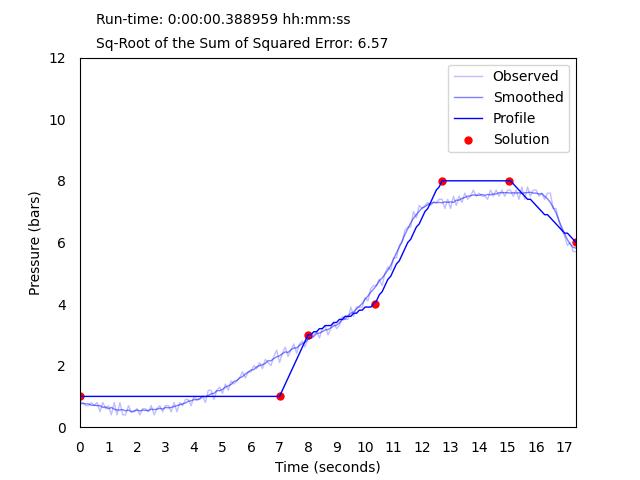 Run-time: 0:00:00.388959 hh:mm:ss
Sq-Root of the Sum of Squared Error: 6.57
12
10
8
6
4
2
0
Pressure (bars)
Observed
Smoothed
Profile
Solution
0 1 2 3 4 5 6 7 8 9 10 11 12 13 14 15 16 17
Time (seconds)